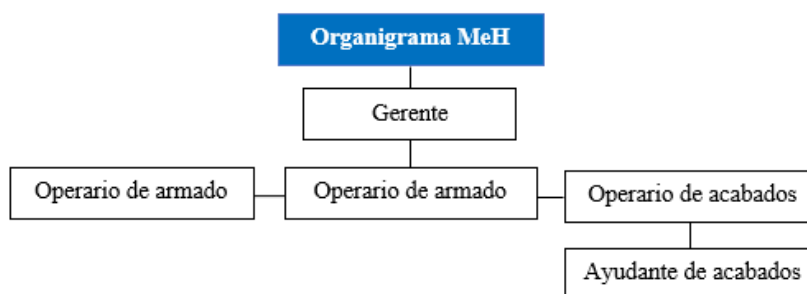 Organigrama MeH
Gerente
Operario de armado
Operario de armado
Operario de acabados
Ayudante de acabados